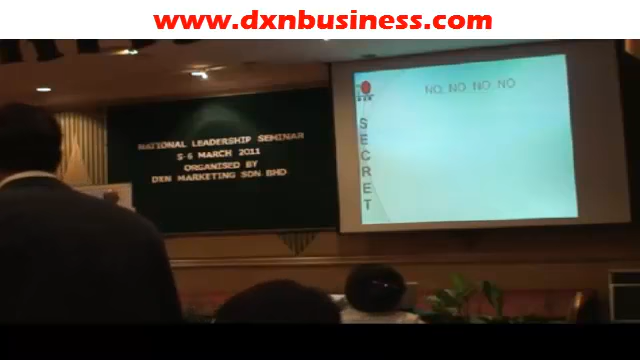 www.dxnbusiness.com
NATIONAL LEADERSHIP SEMINAR
5-6 MARCH 2011
ORGANISED BY
DXN MARKETING SDN BHD
NO, NO, NO, NO
DXN
SECRET